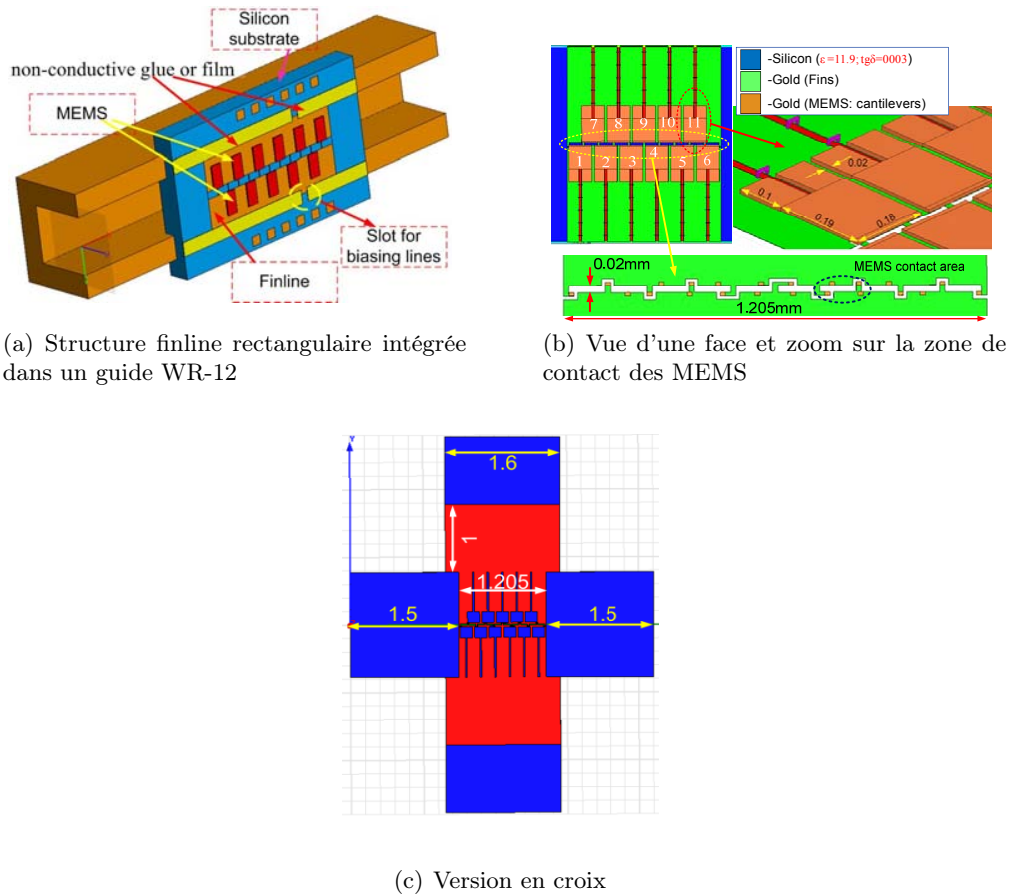 Silicon
substrate
non-conductive glue or film
MEMS
Slot for
biasing lines
Finline
-Silicon (ε=11.9; tgδ=0003)
-Gold (Fins)
-Gold (MEMS: cantilevers)
7 8 9 10 11
4
1 2 3 5 6
0.02
0.1
0.19
0.18
0.02mm
MEMS contact area
1.205mm
(a) Structure finline rectangulaire intégrée
dans un guide WR-12
(b) Vue d'une face et zoom sur la zone de
contact des MEMS
Y
1.6
1
1.205
1.5
1.5
(c) Version en croix